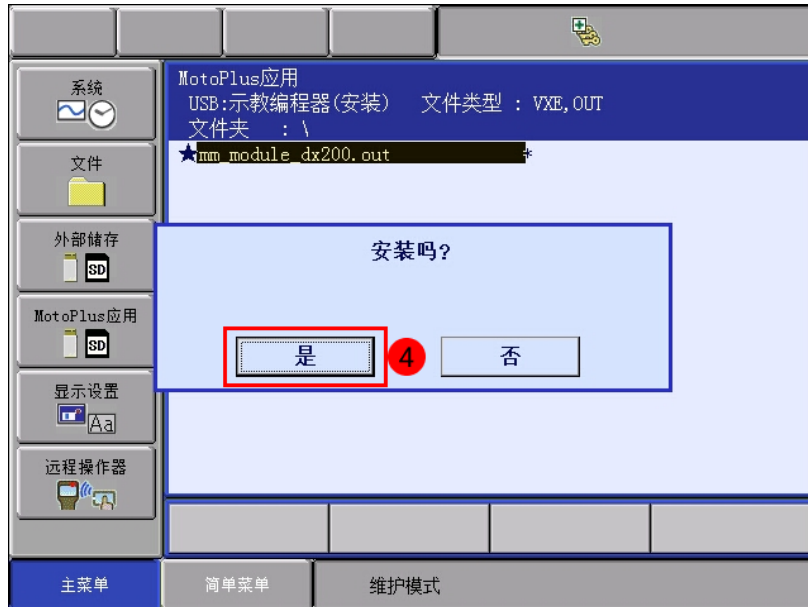 系统
文件
外部储存
SD
MotoPlus应用
SD
显示设置
Aa
远程操作器
MotoPlus应用
USB:示教编程器(安装) 文件类型 : VXE,OUT
文件夹 : \
★mm_module_dx200.out *
安装吗?
是
4
否
主菜单
简单菜单
维护模式